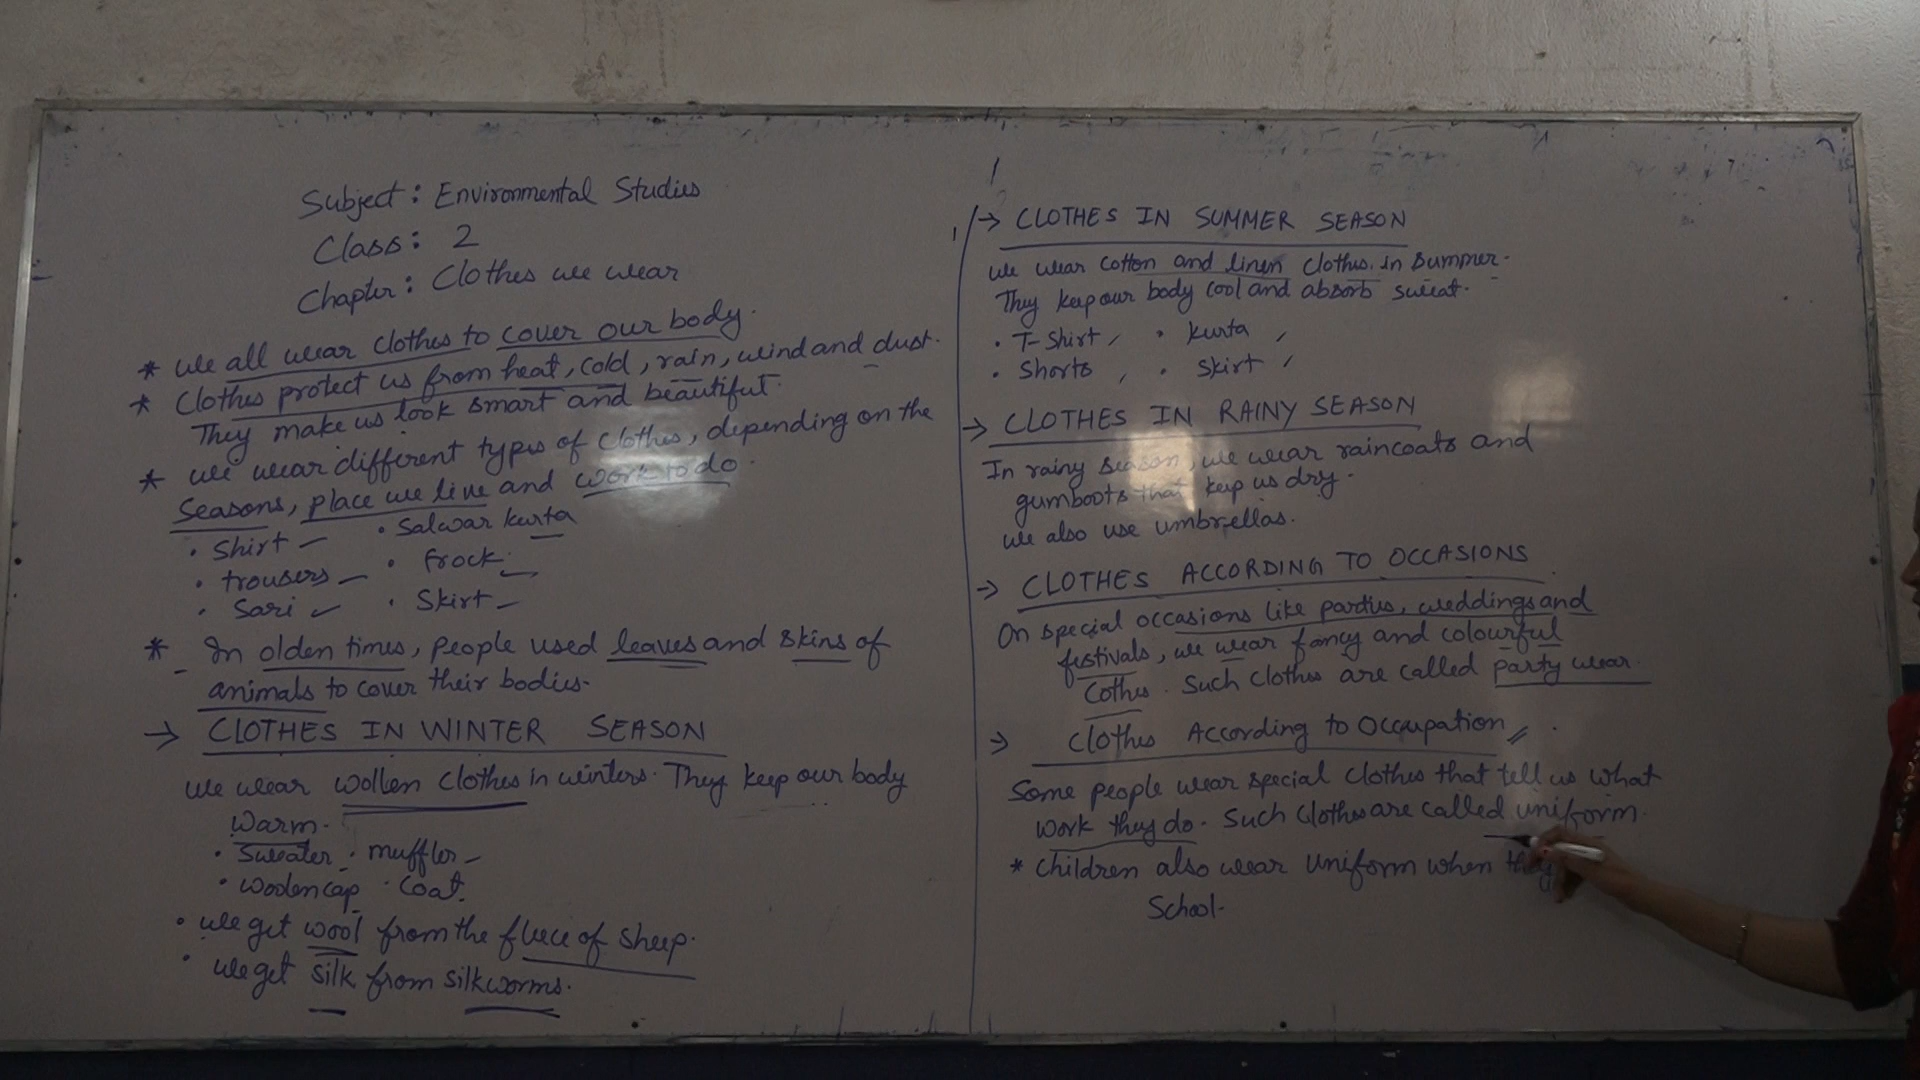 Subject: Environmental Studies
Class: 2
Chapter: Clothes we wear
* We all wear clothes to cover our body.
* Clothes protect us from heat, cold, rain, wind and dust.
They make us look smart and beautiful.
* We wear different types of clothes, depending on the
Seasons, place we live and work to do.
• Shirt • Salwar kurta
• trousers • Frock
• Sari • Skirt
* In olden times, people used leaves and skins of
animals to cover their bodies.
→ CLOTHES IN WINTER SEASON
We wear wollen clothes in winters. They keep our body
warm.
• Sweater • muffler
• woolen cap • Coat
• We get wool from the fleece of sheep.
• We get silk from silkworms.
→ CLOTHES IN SUMMER SEASON
We wear cotton and linen clothes in summer.
They keep our body cool and absorb sweat.
• T-Shirt, • Kurta,
• Shorts, • Skirt,
→ CLOTHES IN RAINY SEASON
In rainy season, we wear raincoats and
gumboots that keep us dry.
We also use umbrellas.
→ CLOTHES ACCORDING TO OCCASIONS
On special occasions like parties, weddings and
festivals, we wear fancy and colourful
Cothes. Such clothes are called party wear.
→ Clothes According to Occupation
Some people wear special clothes that tell us what
work they do. Such clothes are called uniform.
* Children also wear uniform when they
School.